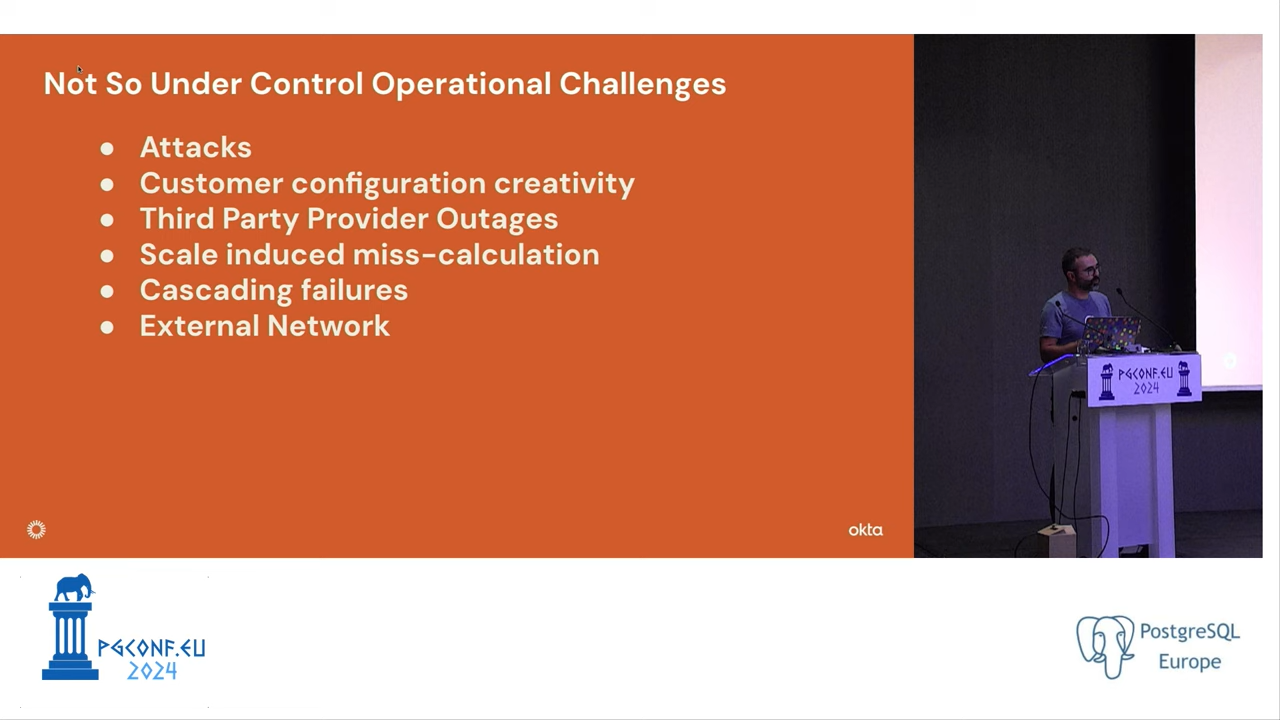 Not So Under Control Operational Challenges
● Attacks
● Customer configuration creativity
● Third Party Provider Outages
● Scale induced miss-calculation
● Cascading failures
● External Network
okta
PGCONF.EU
2024
PGCONF.EU
2024
PostgreSQL
Europe